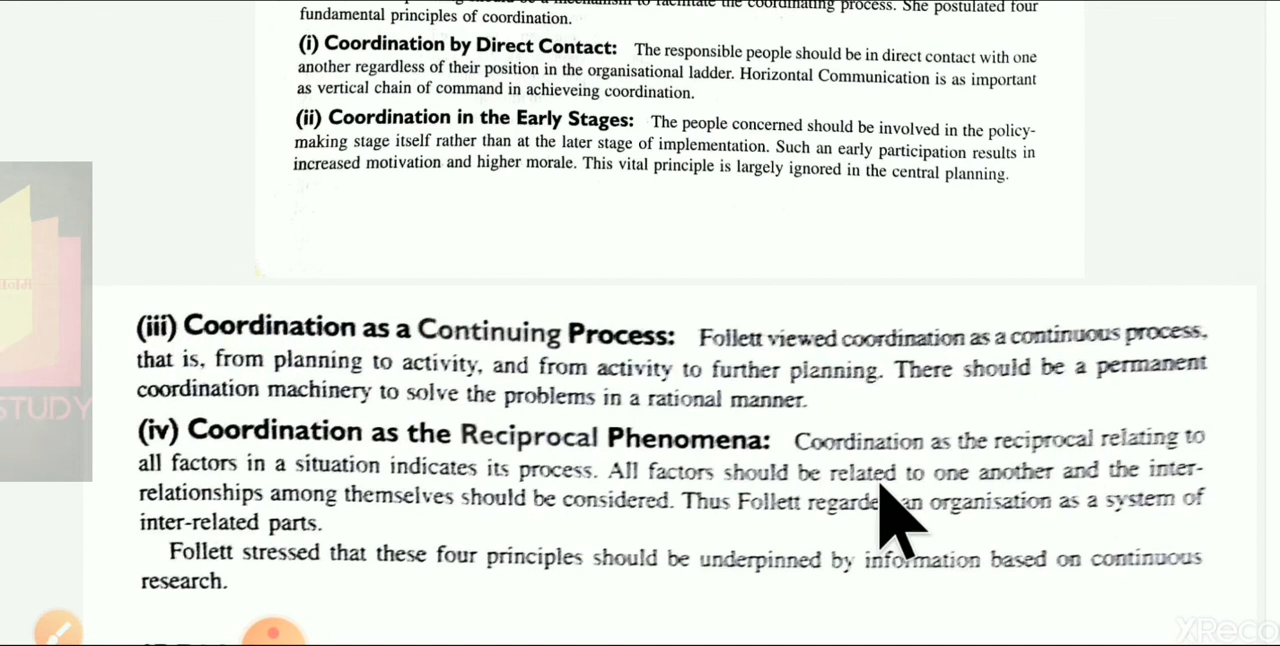 fundamental principles of coordination.
(i) Coordination by Direct Contact: The responsible people should be in direct contact with one
another regardless of their position in the organisational ladder. Horizontal Communication is as important
as vertical chain of command in achieveing coordination.
(ii) Coordination in the Early Stages: The people concerned should be involved in the policy-
making stage itself rather than at the later stage of implementation. Such an early participation results in
increased motivation and higher morale. This vital principle is largely ignored in the central planning.
(iii) Coordination as a Continuing Process: Follett viewed coordination as a continuous process,
that is, from planning to activity, and from activity to further planning. There should be a permanent
coordination machinery to solve the problems in a rational manner.
(iv) Coordination as the Reciprocal Phenomena: Coordination as the reciprocal relating to
all factors in a situation indicates its process. All factors should be related to one another and the inter-
relationships among themselves should be considered. Thus Follett organisation as a system of
inter-related parts.
Follett stressed that these four principles should be underpinned by information based on continuous
research.
STUDY
XReco